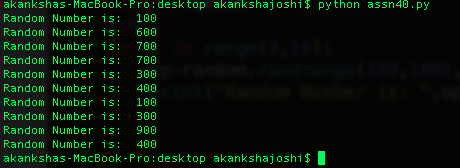 akankshas-MacBook-Pro:desktop akankshajoshi$ python assn40.py
Random Number is:  100
Random Number is:  600
Random Number is:  700
Random Number is:  700
Random Number is:  300
Random Number is:  400
Random Number is:  100
Random Number is:  300
Random Number is:  900
Random Number is:  400
akankshas-MacBook-Pro:desktop akankshajoshi$